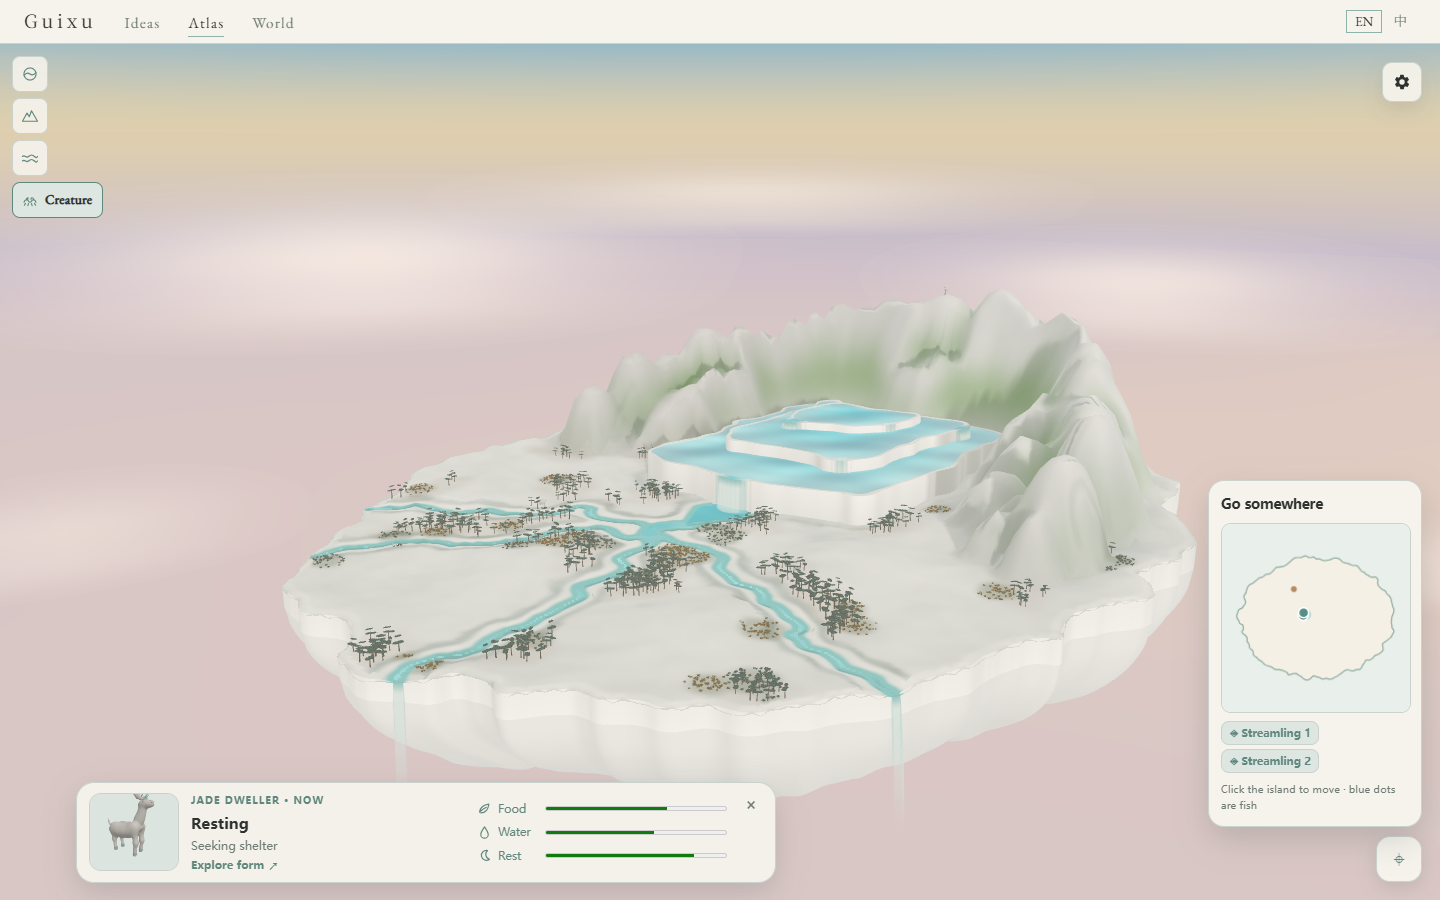 Guixu
Ideas
Atlas
World
EN
中
Creature
Go somewhere
Streamling 1
Streamling 2
Click the island to move · blue dots
are fish
JADE DWELLER • NOW
Resting
Seeking shelter
Explore form ↗
Food
Water
Rest